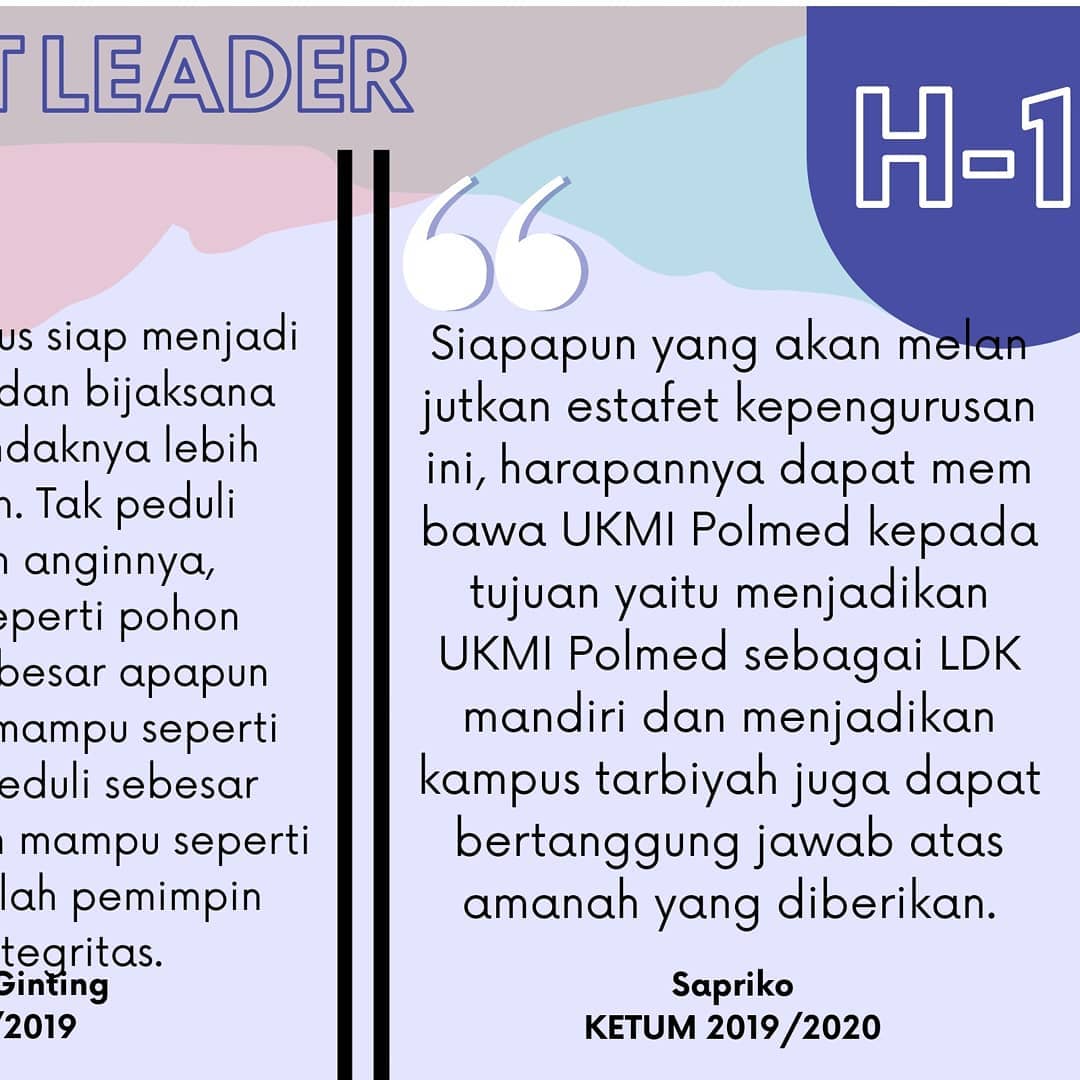 T LEADER
H-1
us siap menjadi
dan bijaksana
ndaknya lebih
n. Tak peduli
n anginnya,
eperti pohon
besar apapun
mampu seperti
eduli sebesar
n mampu seperti
lah pemimpin
tegritas.
Ginting
/2019
Siapapun yang akan melan
jutkan estafet kepengurusan
ini, harapannya dapat mem
bawa UKMI Polmed kepada
tujuan yaitu menjadikan
UKMI Polmed sebagai LDK
mandiri dan menjadikan
kampus tarbiyah juga dapat
bertanggung jawab atas
amanah yang diberikan.
Sapriko
KETUM 2019/2020